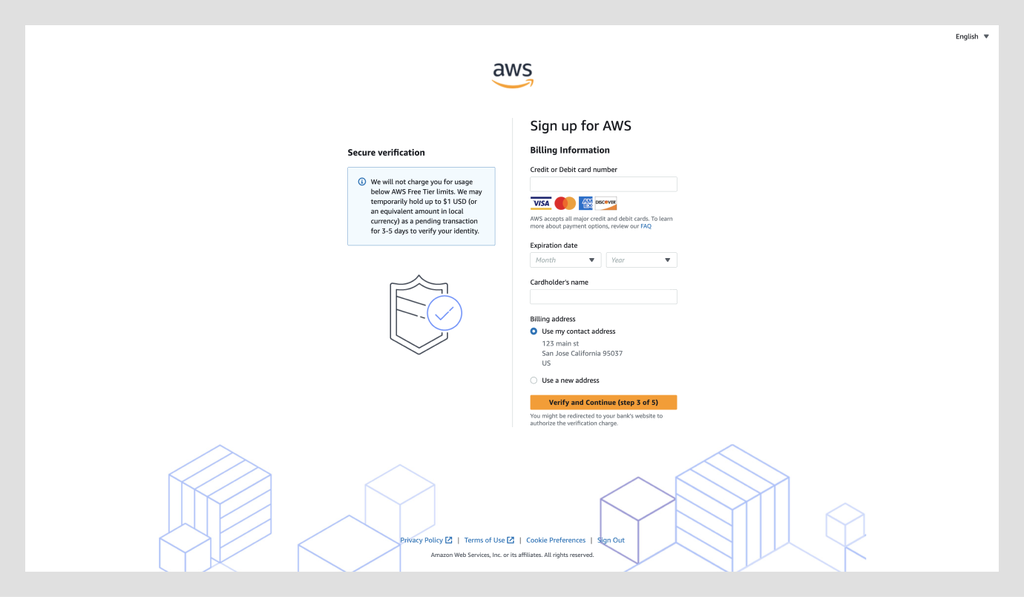 English
aws
Secure verification
We will not charge you for usage
below AWS Free Tier limits. We may
temporarily hold up to $1 USD (or
an equivalent amount in local
currency) as a pending transaction
for 3-5 days to verify your identity.
Sign up for AWS
Billing Information
Credit or Debit card number
VISA AM EX DISCOVER
AWS accepts all major credit and debit cards. To learn
more about payment options, review our FAQ
Expiration date
Month Year
Cardholder's name
Billing address
Use my contact address
123 main st
San Jose California 95037
US
Use a new address
Verify and Continue (step 3 of 5)
You might be redirected to your bank's website to
authorize the verification charge.
Privacy Policy | Terms of Use | Cookie Preferences | Sign Out
Amazon Web Services, Inc. or its affiliates. All rights reserved.